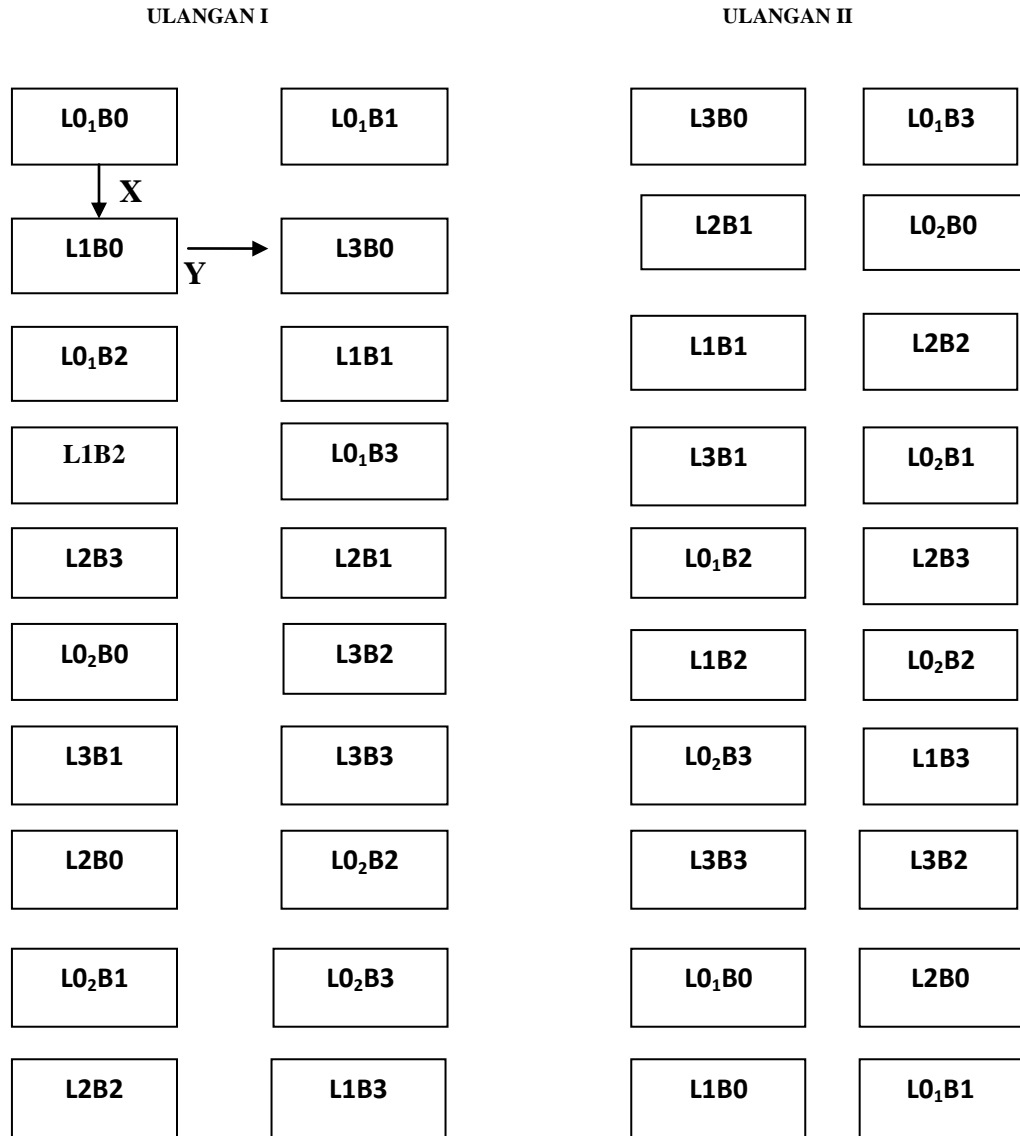 ULANGAN I ULANGAN II
L0₁B0 L0₁B1 L3B0 L0₁B3
X
L2B1 L0₂B0
L1B0 L3B0
Y
L0₁B2 L1B1 L1B1 L2B2
L1B2 L0₁B3 L3B1 L0₂B1
L2B3 L2B1 L0₁B2 L2B3
L0₂B0 L3B2 L1B2 L0₂B2
L3B1 L3B3 L0₂B3 L1B3
L2B0 L0₂B2 L3B3 L3B2
L0₂B1 L0₂B3 L0₁B0 L2B0
L2B2 L1B3 L1B0 L0₁B1